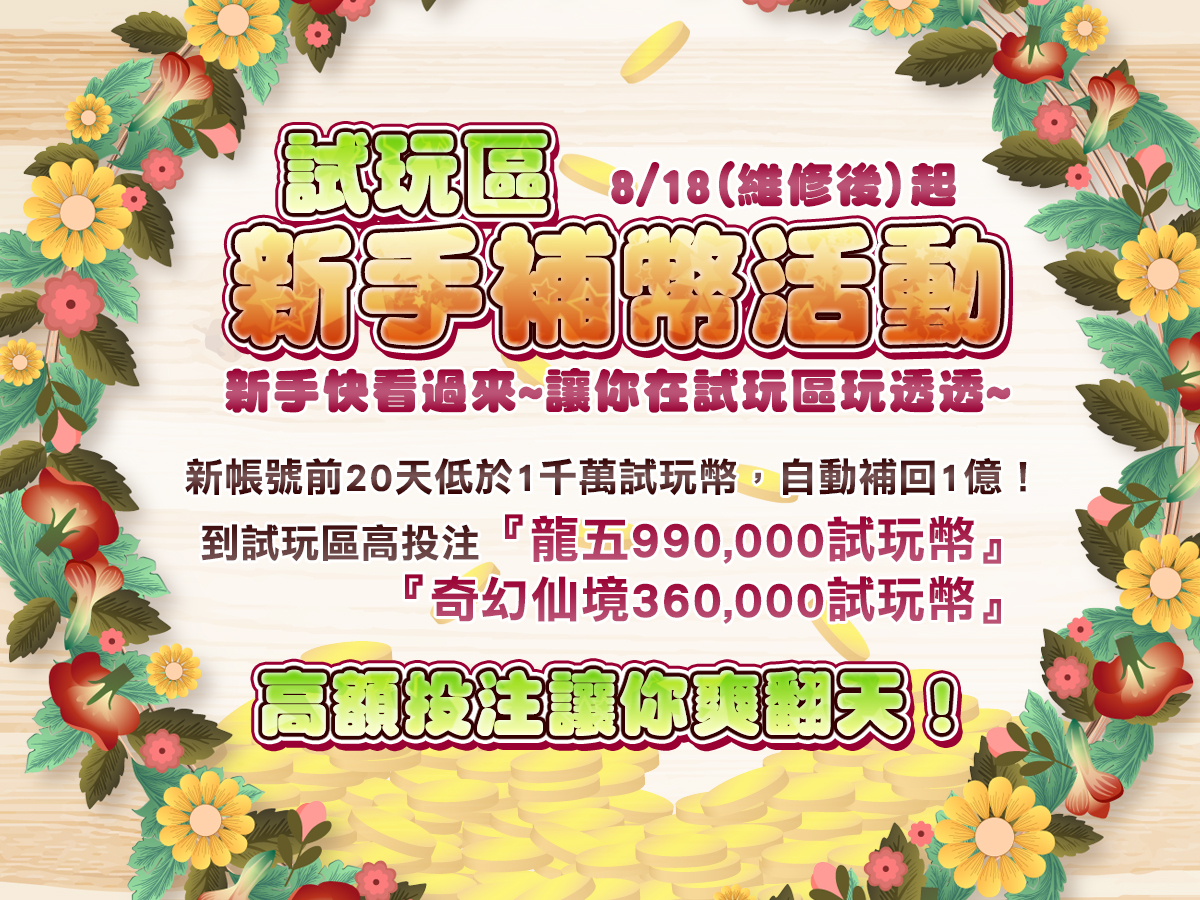 試玩區 8/18(維修後)起
新手補幣活動
新手快看過來~讓你在試玩區玩透透~
新帳號前20天低於1千萬試玩幣，自動補回1億！
到試玩區高投注『龍五990,000試玩幣』
『奇幻仙境360,000試玩幣』
高額投注讓你爽翻天！